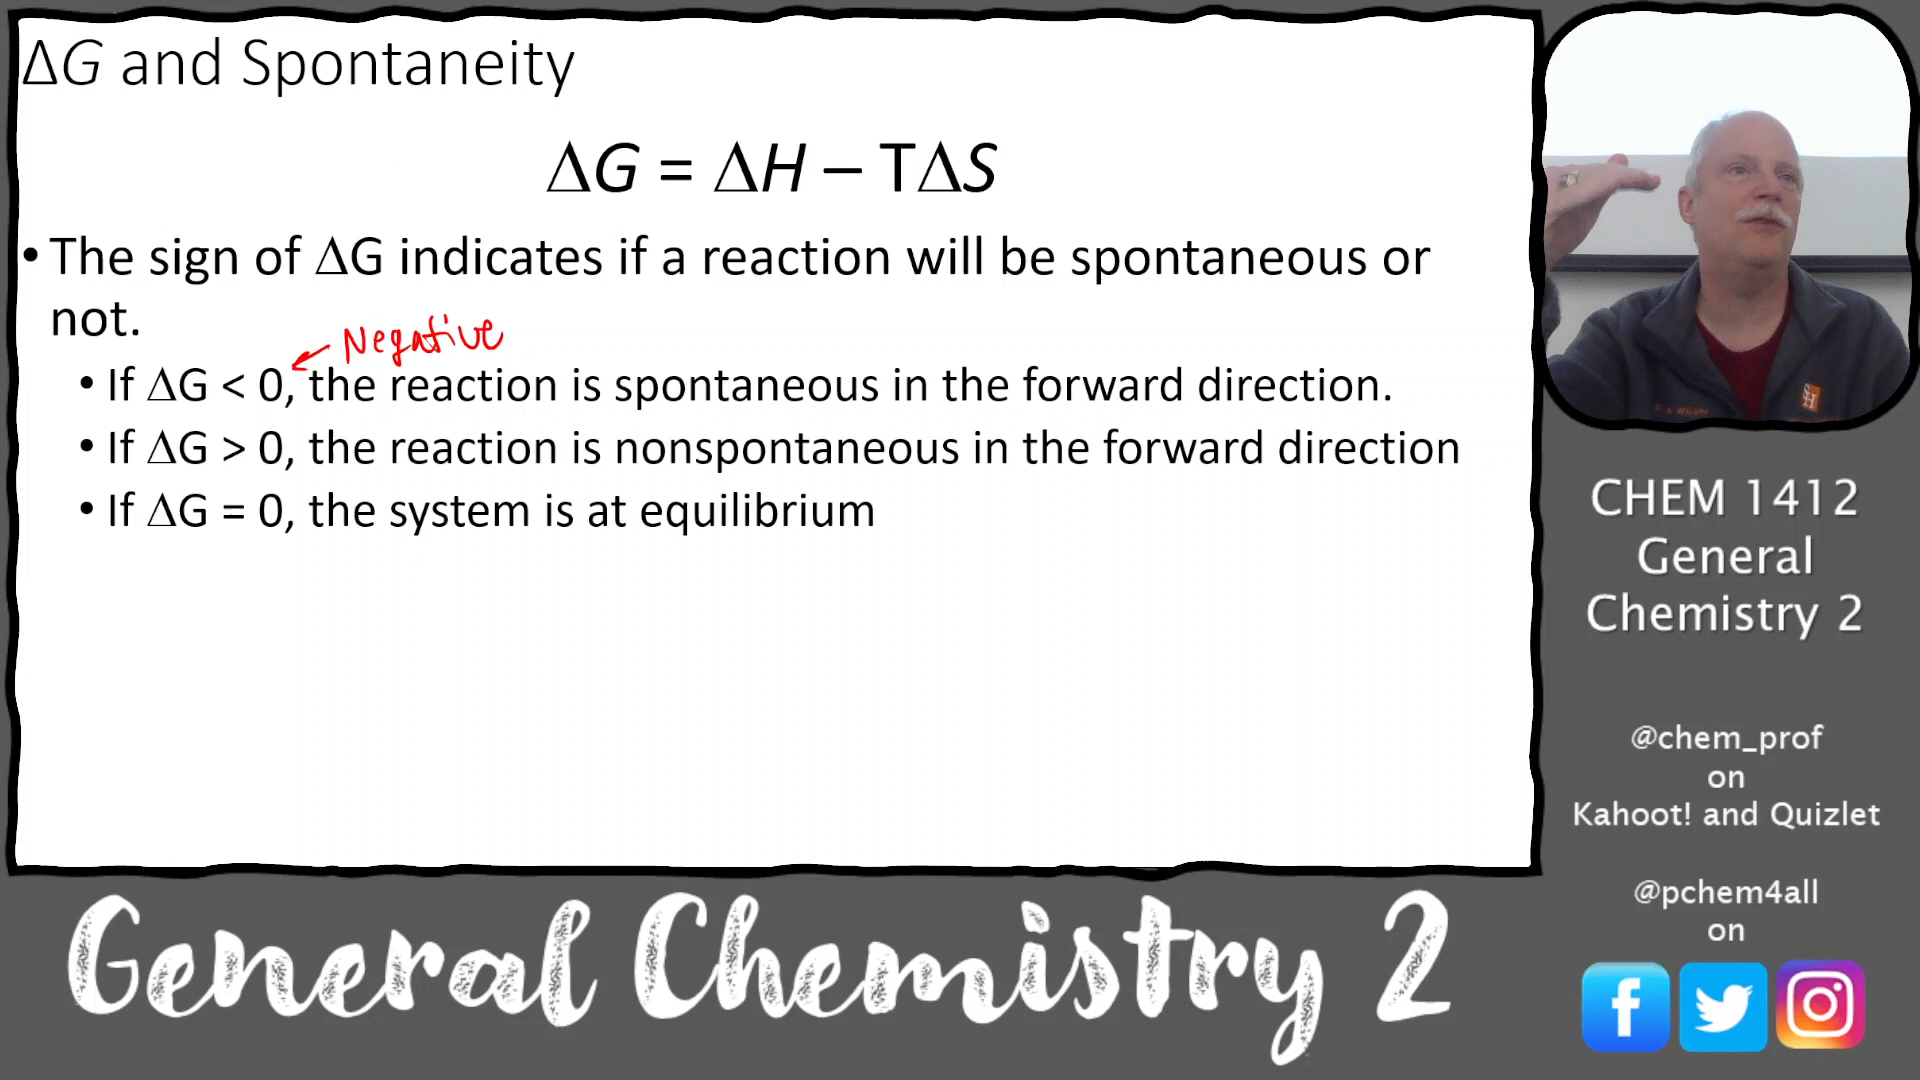 ΔG and Spontaneity
ΔG = ΔH – TΔS
• The sign of ΔG indicates if a reaction will be spontaneous or
not.
Negative
• If ΔG < 0, the reaction is spontaneous in the forward direction.
• If ΔG > 0, the reaction is nonspontaneous in the forward direction
• If ΔG = 0, the system is at equilibrium
SH
CHEM 1412
General
Chemistry 2
@chem_prof
on
Kahoot! and Quizlet
@pchem4all
on
General Chemistry 2